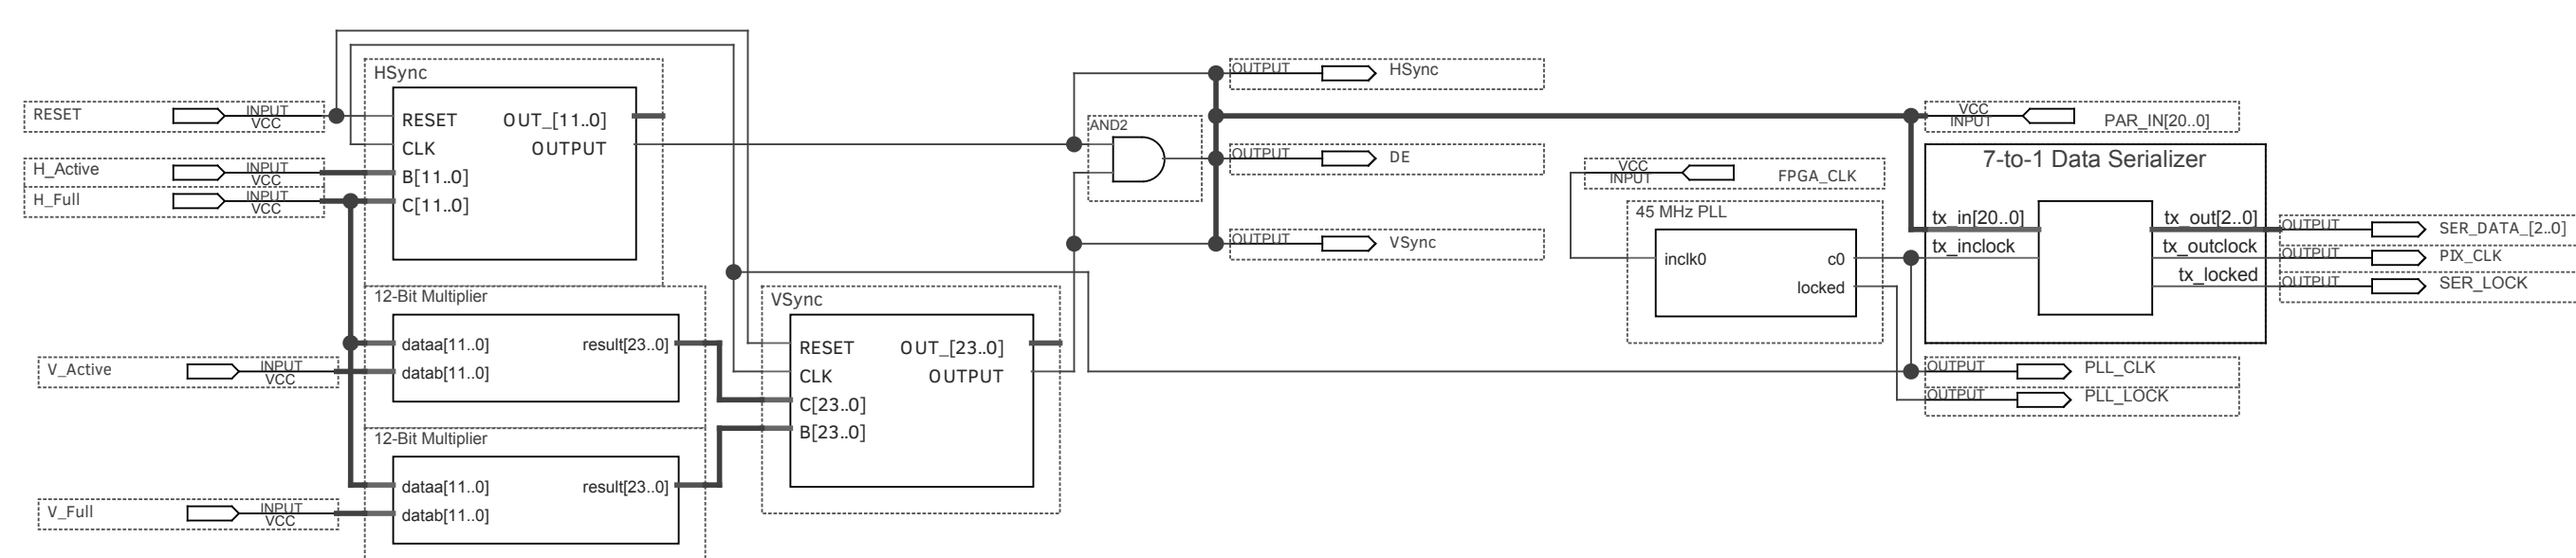 RESET
INPUT
VCC
H_Active
INPUT
VCC
H_Full
INPUT
VCC
V_Active
INPUT
VCC
V_Full
INPUT
VCC
HSync
RESET OUT_[11..0]
CLK OUTPUT
B[11..0]
C[11..0]
12-Bit Multiplier
dataa[11..0] result[23..0]
datab[11..0]
12-Bit Multiplier
dataa[11..0] result[23..0]
datab[11..0]
VSync
RESET OUT_[23..0]
CLK OUTPUT
C[23..0]
B[23..0]
AND2
OUTPUT HSync
OUTPUT DE
OUTPUT VSync
VCC
INPUT FPGA_CLK
45 MHz PLL
inclk0 c0
locked
VCC
INPUT PAR_IN[20..0]
7-to-1 Data Serializer
tx_in[20..0] tx_out[2..0]
tx_inclock tx_outclock
tx_locked
OUTPUT SER_DATA_[2..0]
OUTPUT PIX_CLK
OUTPUT SER_LOCK
OUTPUT PLL_CLK
OUTPUT PLL_LOCK